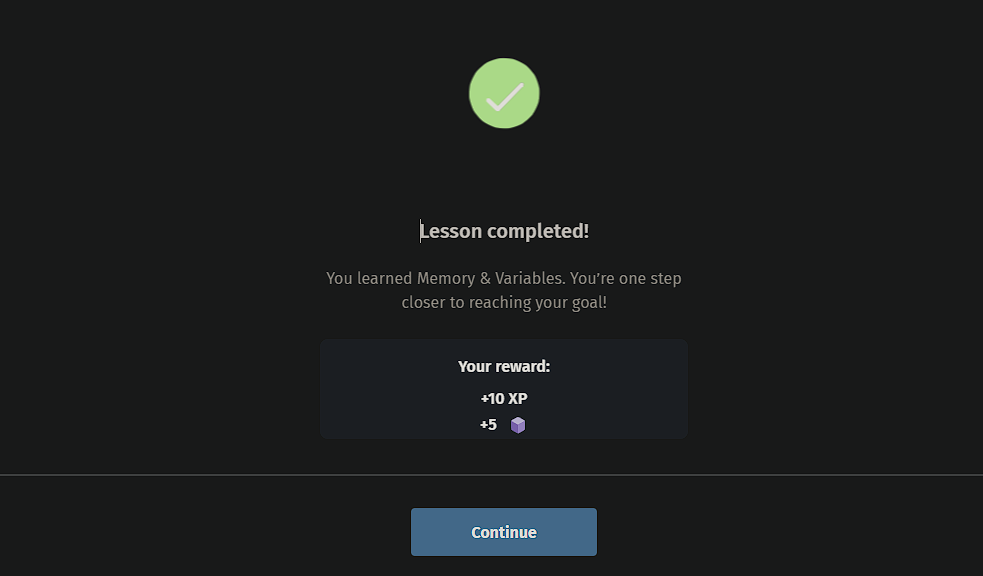 Lesson completed!
You learned Memory & Variables. You’re one step
closer to reaching your goal!
Your reward:
+10 XP
+5
Continue